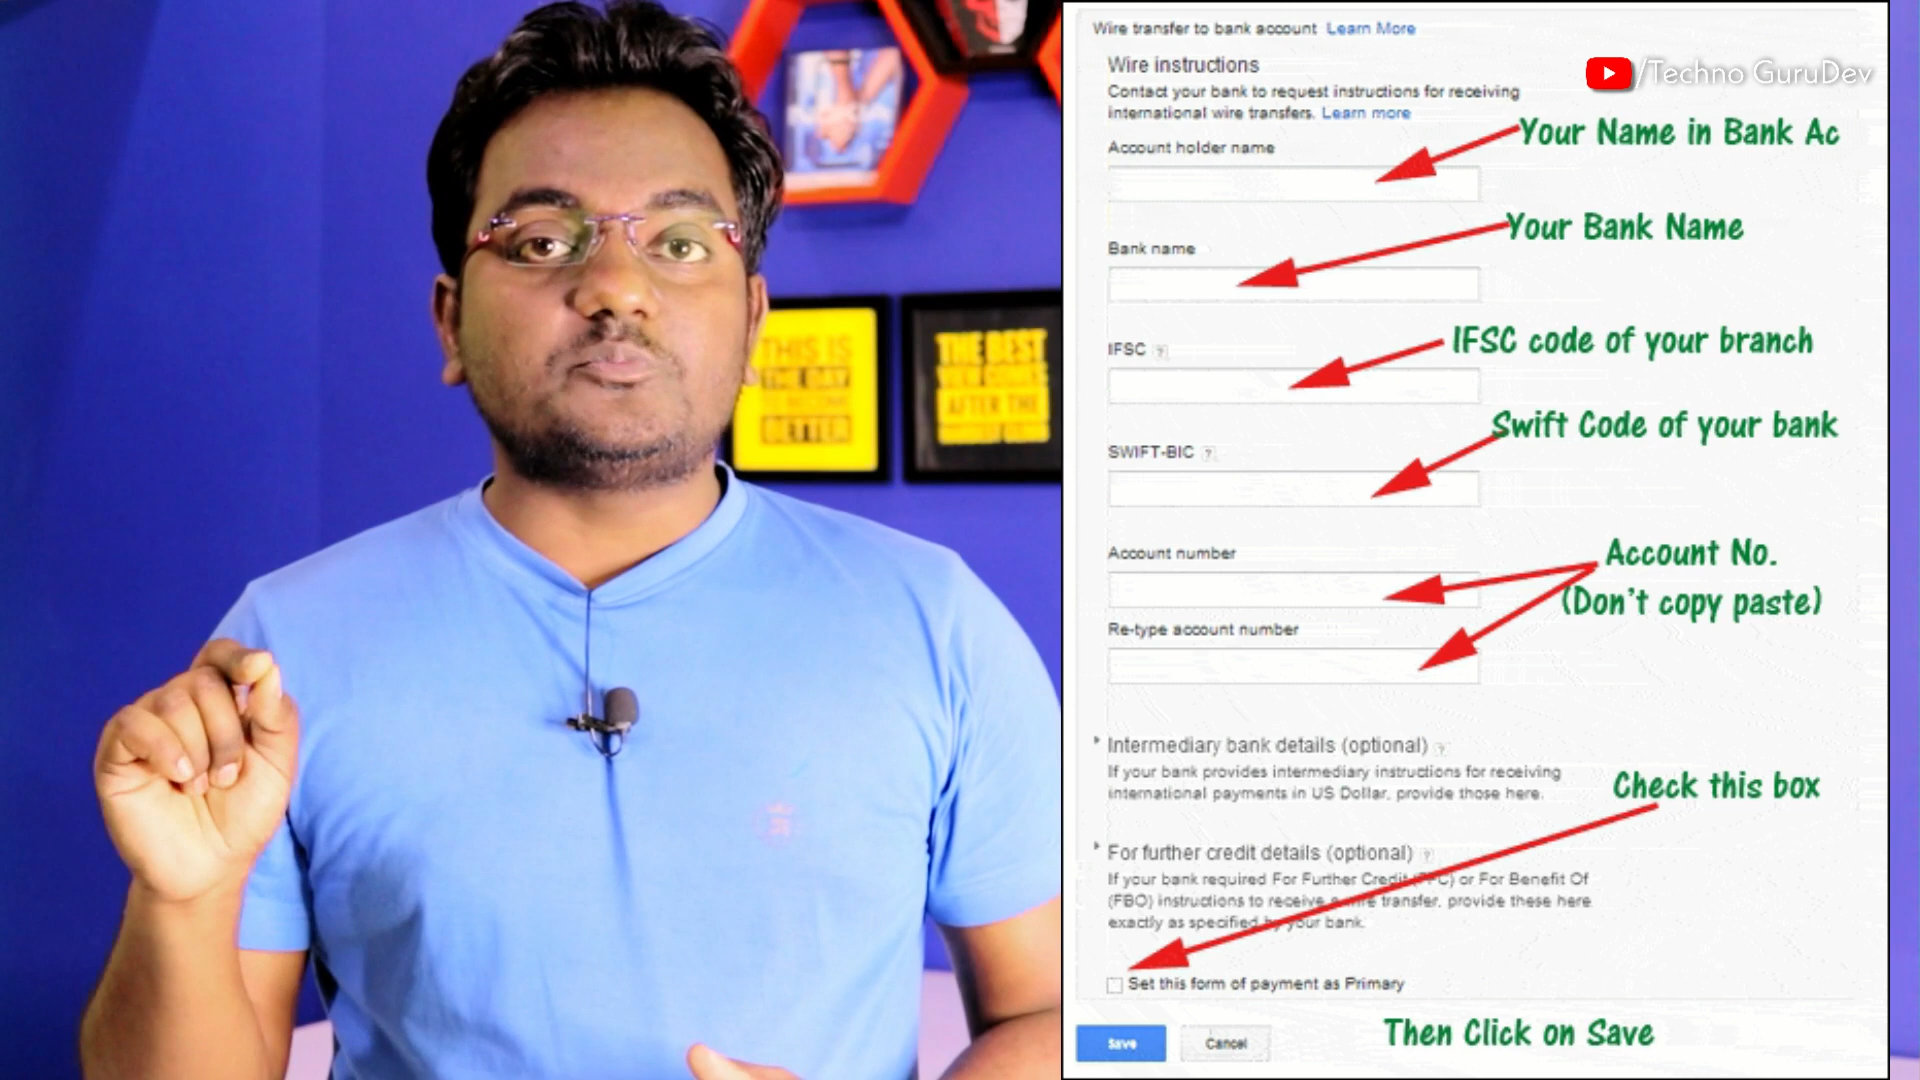 Wire transfer to bank account Learn More
/Techno GuruDev
Wire instructions
Contact your bank to request instructions for receiving
international wire transfers. Learn more
Your Name in Bank Ac
Account holder name
Your Bank Name
Bank name
IFSC code of your branch
IFSC ?
Swift Code of your bank
SWIFT-BIC ?
Account number
Account No.
(Don't copy paste)
Re-type account number
Intermediary bank details (optional) ?
If your bank provides intermediary instructions for receiving
international payments in US Dollar, provide those here.
Check this box
For further credit details (optional) ?
If your bank required For Further Credit (FFC) or For Benefit Of
(FBO) instructions to receive a wire transfer, provide these here
exactly as specified by your bank.
Set this form of payment as Primary
Save
Cancel
Then Click on Save
THIS IS
THE DAY
TO BECOME
BETTER
THE BEST
VIEW COMES
AFTER THE